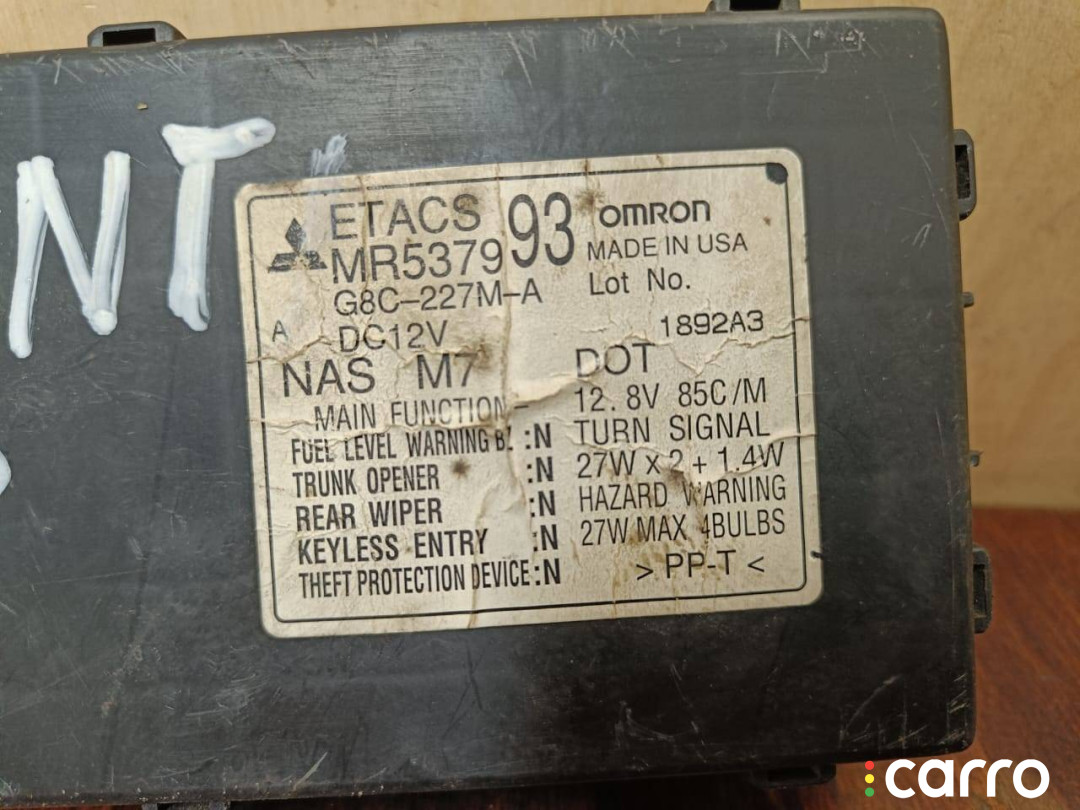 NT
ETACS
MR537993
G8C-227M-A
A DC12V
NAS M7
MAIN FUNCTION-
FUEL LEVEL WARNING BZ :N
TRUNK OPENER :N
REAR WIPER :N
KEYLESS ENTRY :N
THEFT PROTECTION DEVICE:N
OMRON
MADE IN USA
Lot No.
1892A3
DOT
12.8V 85C/M
TURN SIGNAL
27W x 2 + 1.4W
HAZARD WARNING
27W MAX 4BULBS
> PP-T <
carro